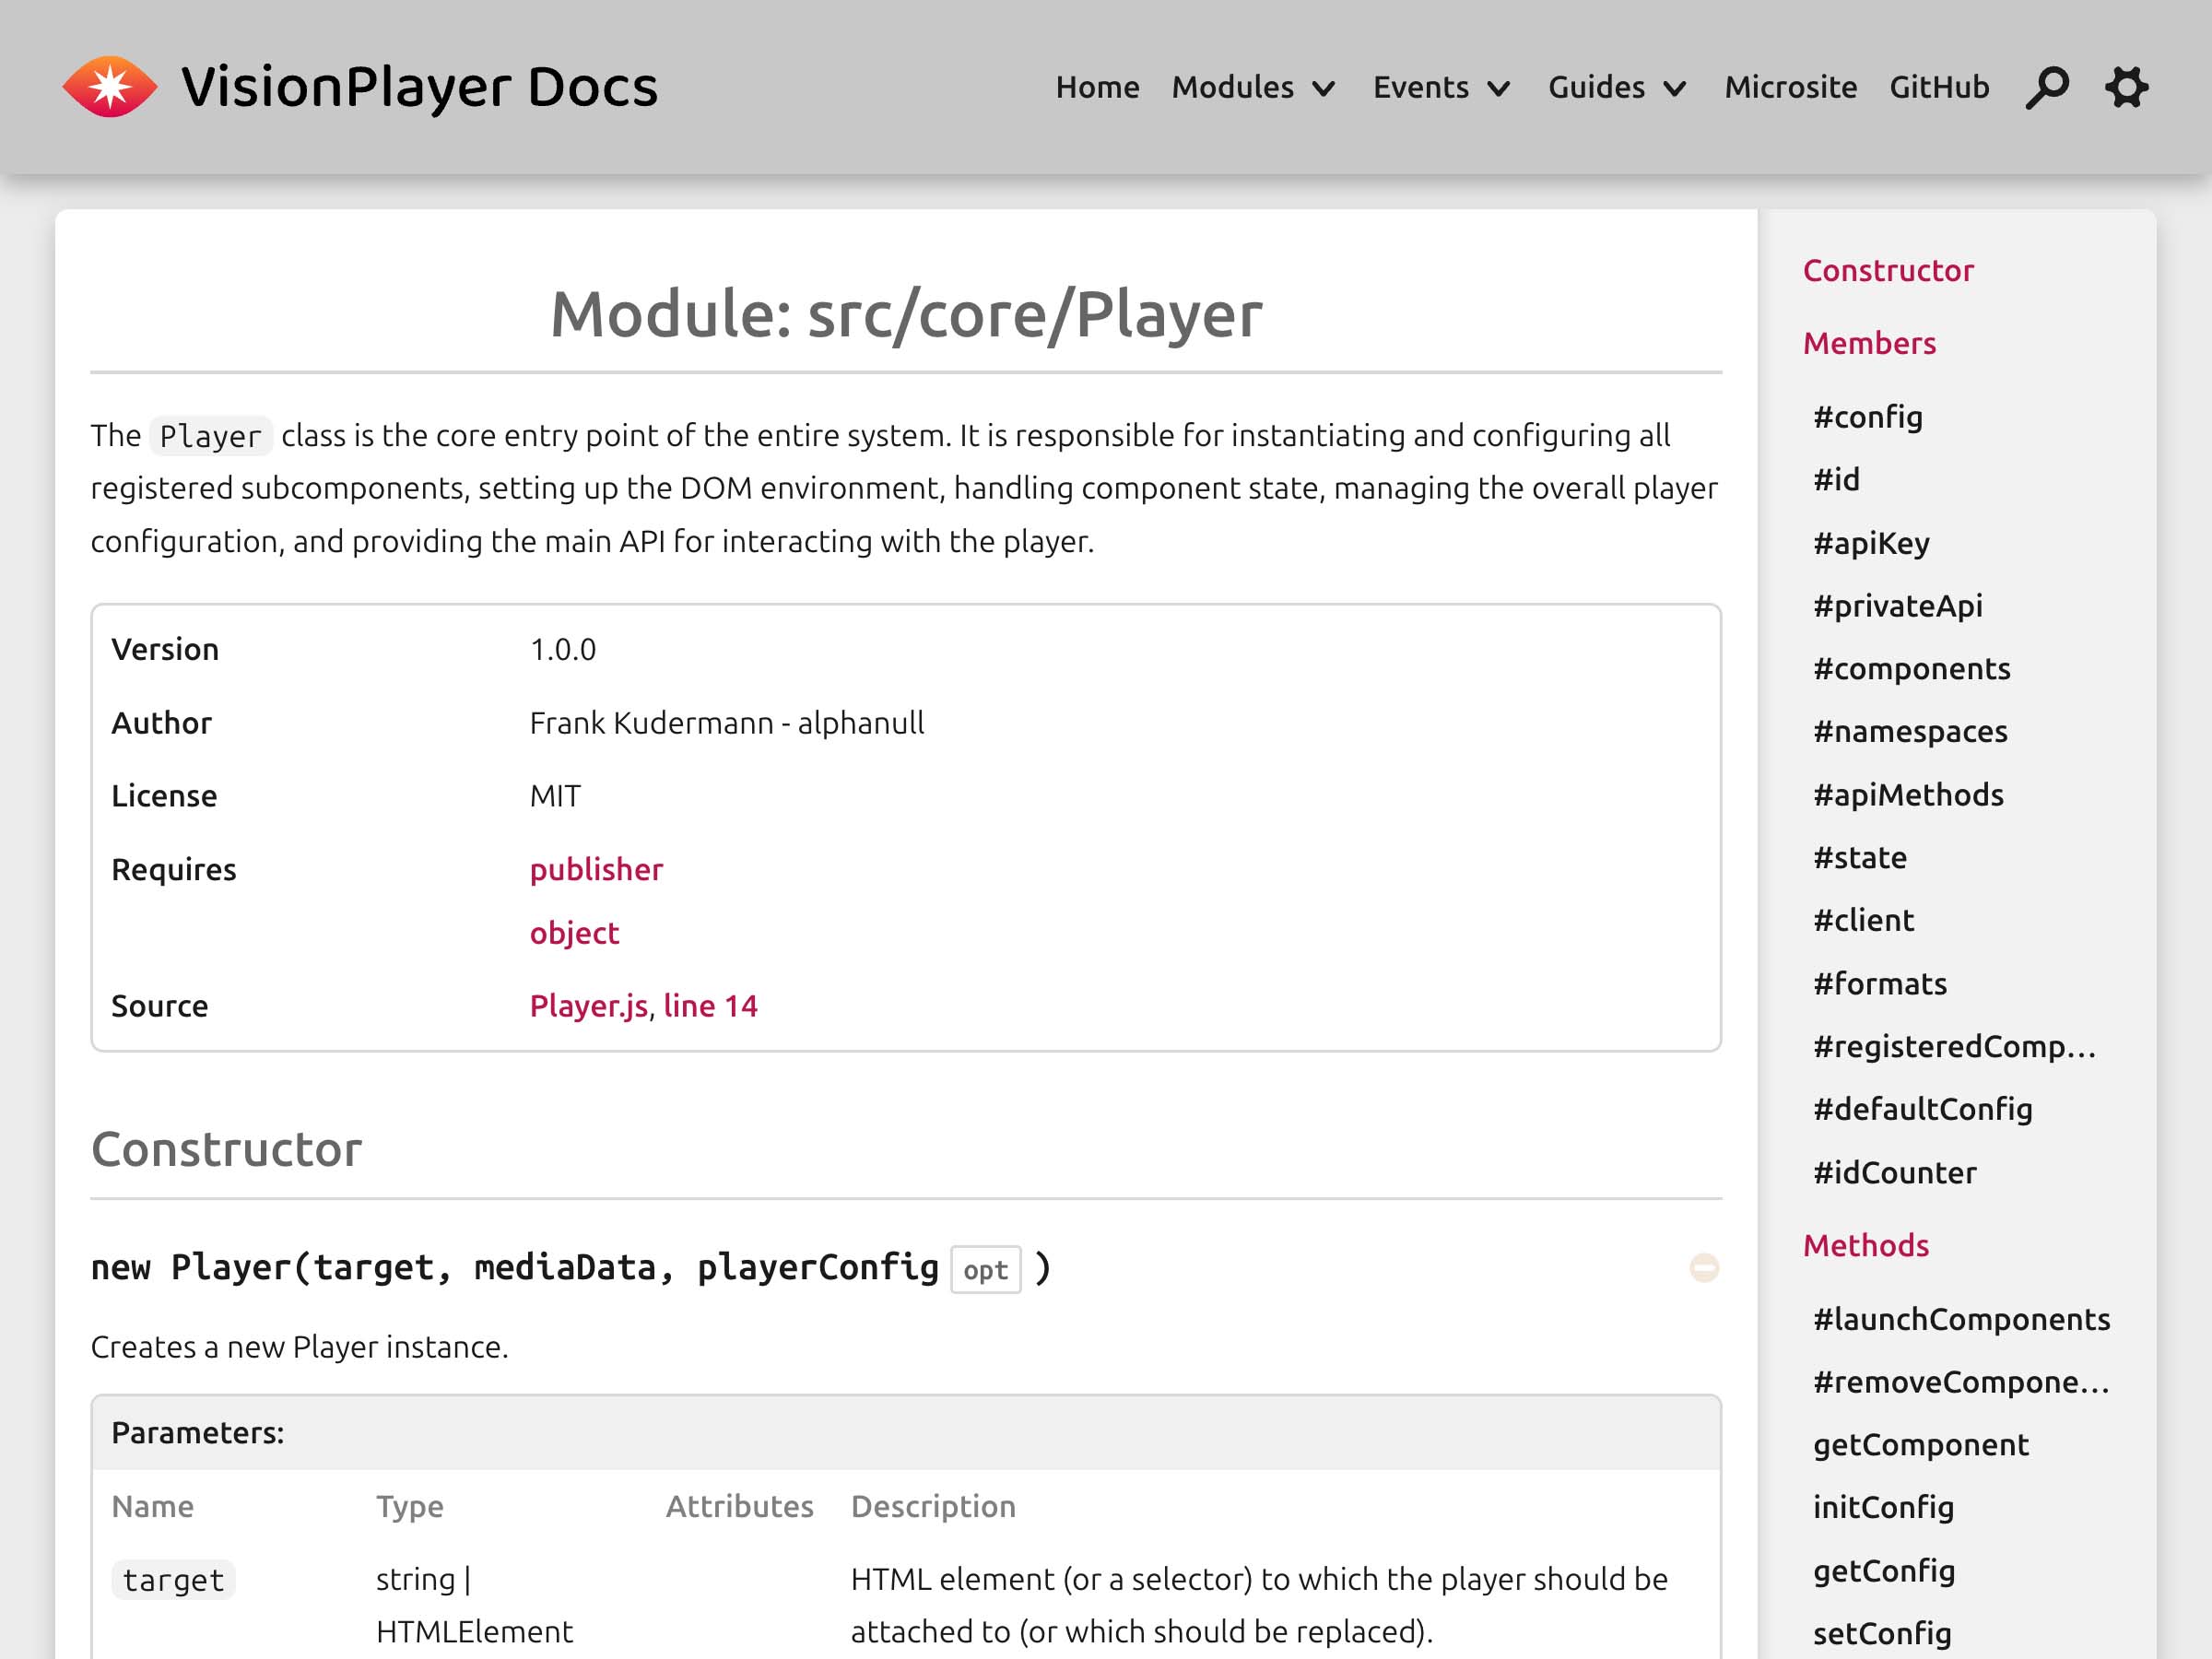 VisionPlayer Docs
Home Modules Events Guides Microsite GitHub
Module: src/core/Player
The Player class is the core entry point of the entire system. It is responsible for instantiating and configuring all
registered subcomponents, setting up the DOM environment, handling component state, managing the overall player
configuration, and providing the main API for interacting with the player.
Version 1.0.0
Author Frank Kudermann - alphanull
License MIT
Requires publisher
object
Source Player.js, line 14
Constructor
new Player(target, mediaData, playerConfig opt )
Creates a new Player instance.
Parameters:
Name Type Attributes Description
target string | HTML element (or a selector) to which the player should be
HTMLElement attached to (or which should be replaced).
Constructor
Members
#config
#id
#apiKey
#privateApi
#components
#namespaces
#apiMethods
#state
#client
#formats
#registeredComp…
#defaultConfig
#idCounter
Methods
#launchComponents
#removeCompone…
getComponent
initConfig
getConfig
setConfig